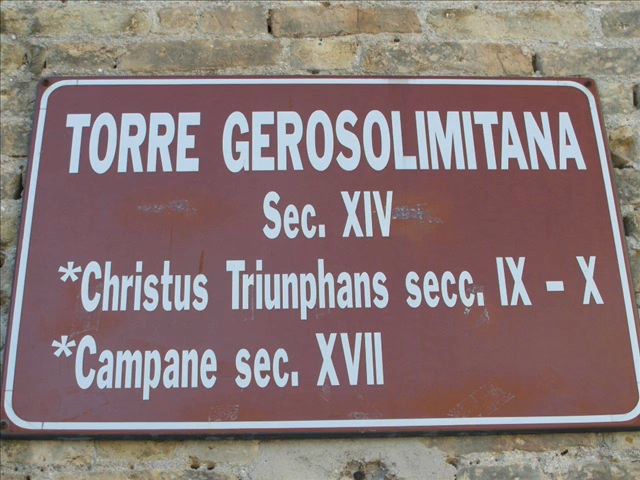 TORRE GEROSOLIMITANA
Sec. XIV
*Christus Triunphans secc. IX - X
*Campane sec. XVII